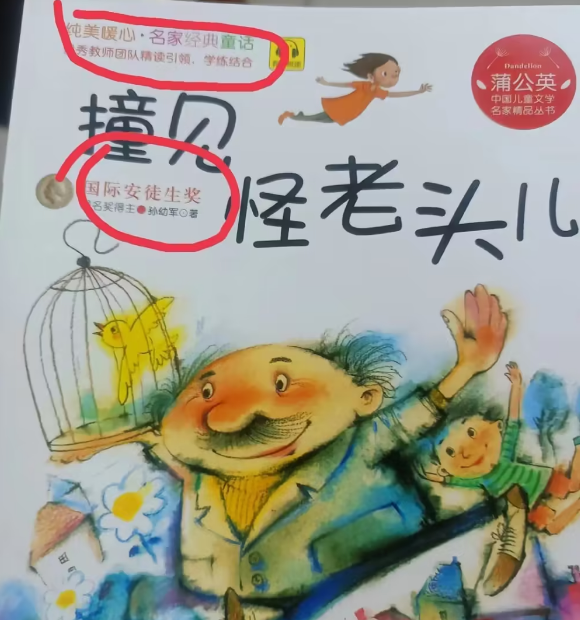 纯美暖心·名家经典童话
秀教师团队精读引领，学练结合
Dandelion
蒲公英
中国儿童文学
名家精品丛书
撞见
怪老头儿
国际安徒生奖
名奖得主 孙幼军◎著